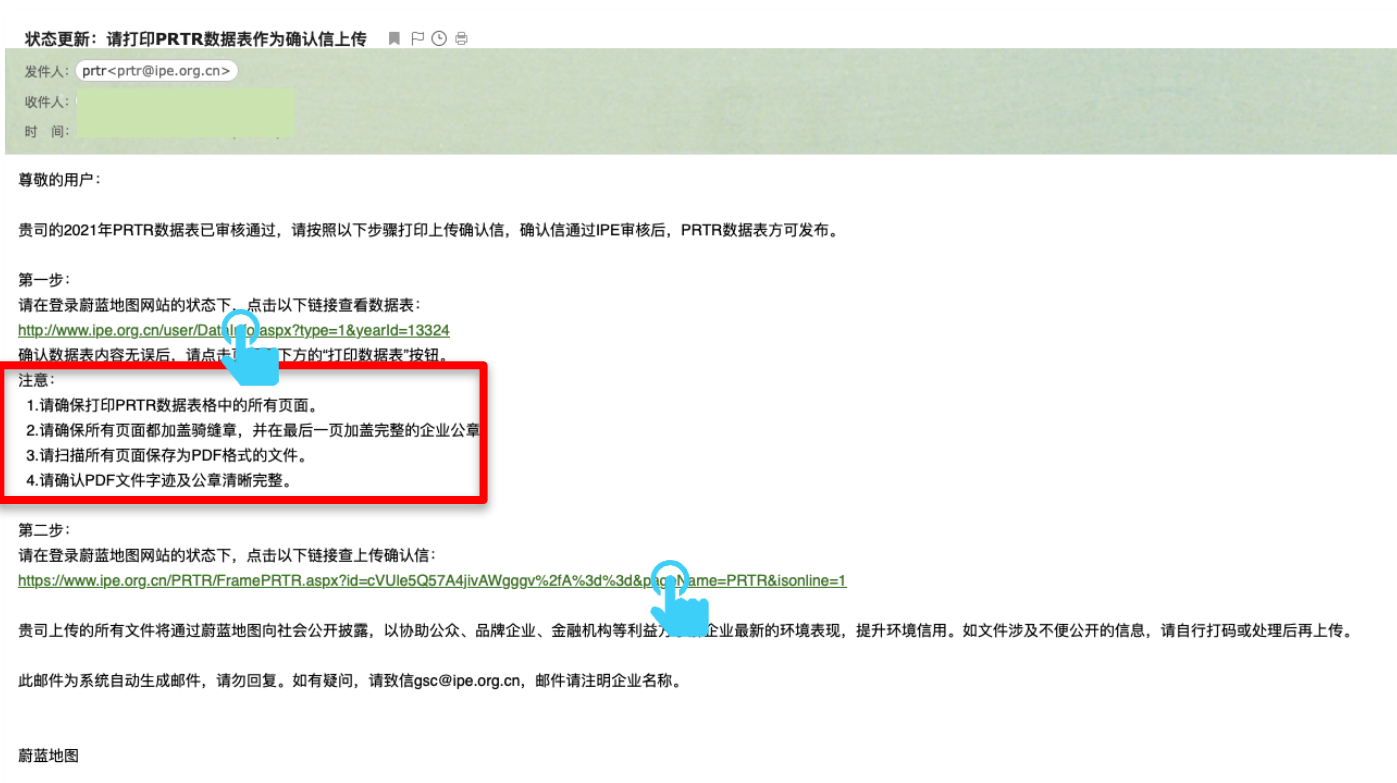 状态更新：请打印PRTR数据表作为确认信上传
发件人： prtr<prtr@ipe.org.cn>
收件人：
时 间：
尊敬的用户：
贵司的2021年PRTR数据表已审核通过，请按照以下步骤打印上传确认信，确认信通过IPE审核后，PRTR数据表方可发布。
第一步：
请在登录蔚蓝地图网站的状态下，点击以下链接查看数据表：
http://www.ipe.org.cn/user/DataInfo.aspx?type=1&yearId=13324
确认数据表内容无误后，请点击 下方的“打印数据表”按钮。
注意：
1.请确保打印PRTR数据表格中的所有页面。
2.请确保所有页面都加盖骑缝章，并在最后一页加盖完整的企业公章
3.请扫描所有页面保存为PDF格式的文件。
4.请确认PDF文件字迹及公章清晰完整。
第二步：
请在登录蔚蓝地图网站的状态下，点击以下链接查上传确认信：
https://www.ipe.org.cn/PRTR/FramePRTR.aspx?id=cVUle5Q57A4jivAWgggv%2fA%3d%3d&pageName=PRTR&isonline=1
贵司上传的所有文件将通过蔚蓝地图向社会公开披露，以协助公众、品牌企业、金融机构等利益 企业最新的环境表现，提升环境信用。如文件涉及不便公开的信息，请自行打码或处理后再上传。
此邮件为系统自动生成邮件，请勿回复。如有疑问，请致信gsc@ipe.org.cn，邮件请注明企业名称。
蔚蓝地图